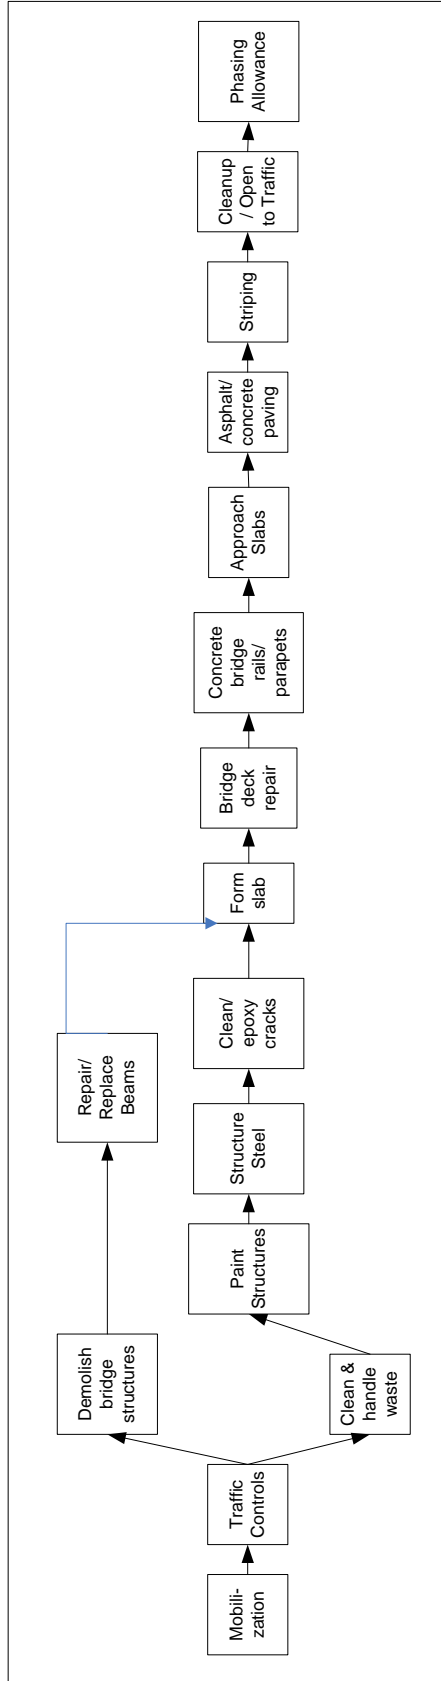 Mobili-
zation
Traffic
Controls
Demolish
bridge
structures
Repair/
Replace
Beams
Clean &
handle
waste
Paint
Structures
Structure
Steel
Clean/
epoxy
cracks
Form
slab
Bridge
deck
repair
Concrete
bridge
rails/
parapets
Approach
Slabs
Asphalt/
concrete
paving
Striping
Cleanup
/ Open
to Traffic
Phasing
Allowance